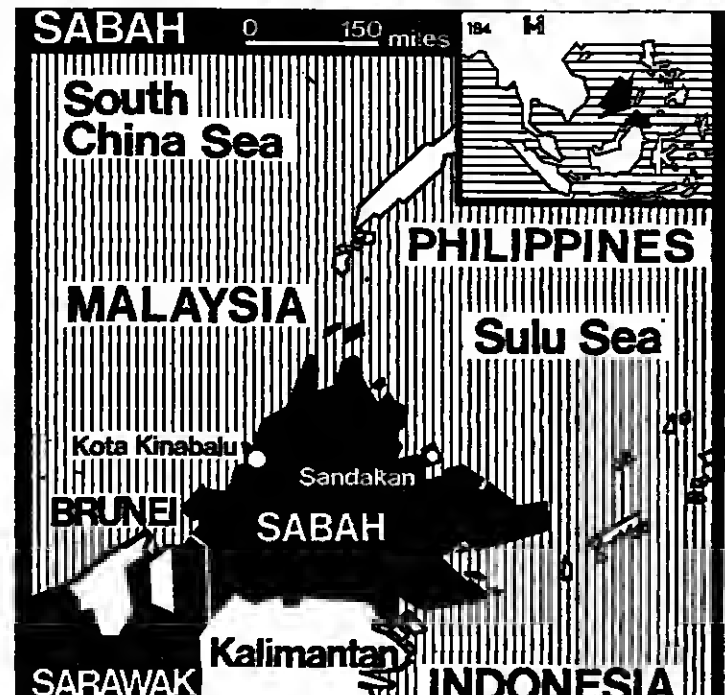 SABAH
0 150 miles
184 M
South
China Sea
PHILIPPINES
MALAYSIA
Sulu Sea
Kota Kinabalu
Sandakan
BRUNEI
SABAH
Kalimantan
SARAWAK
INDONESIA